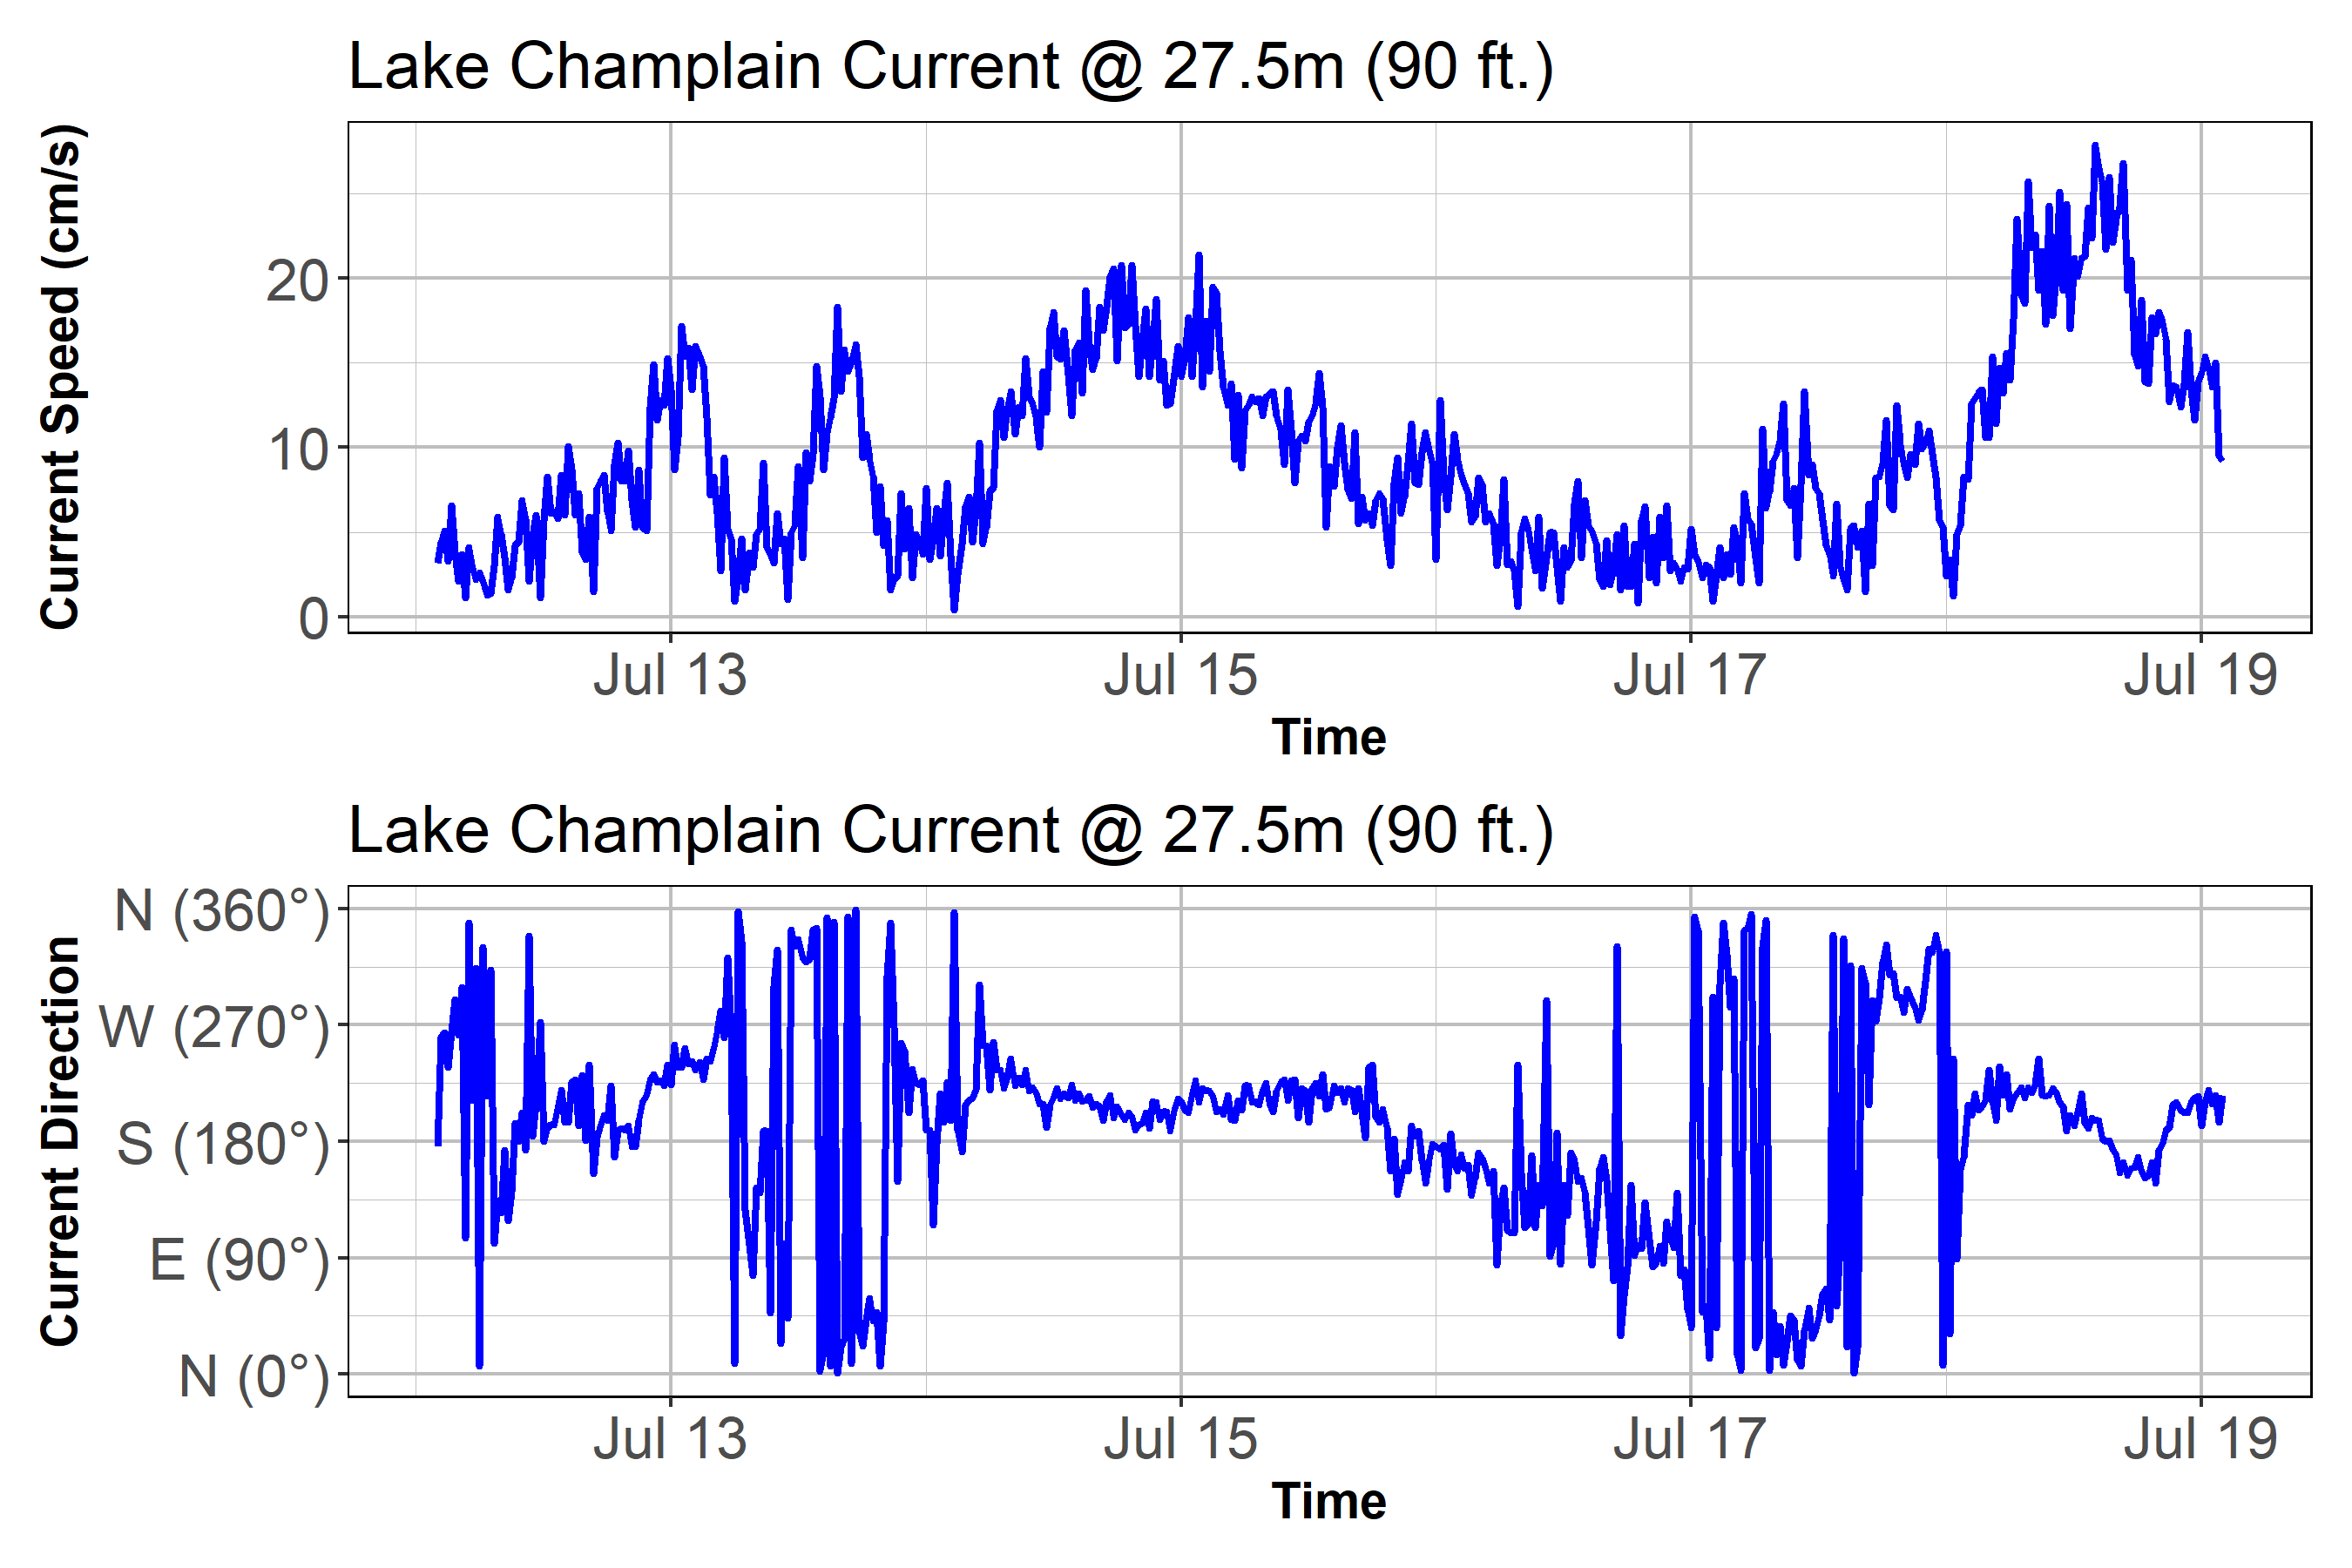 Lake Champlain Current @ 27.5m (90 ft.)
Current Speed (cm/s)
20
10
0
Jul 13
Jul 15
Jul 17
Jul 19
Time
Lake Champlain Current @ 27.5m (90 ft.)
Current Direction
N (360°)
W (270°)
S (180°)
E (90°)
N (0°)
Jul 13
Jul 15
Jul 17
Jul 19
Time